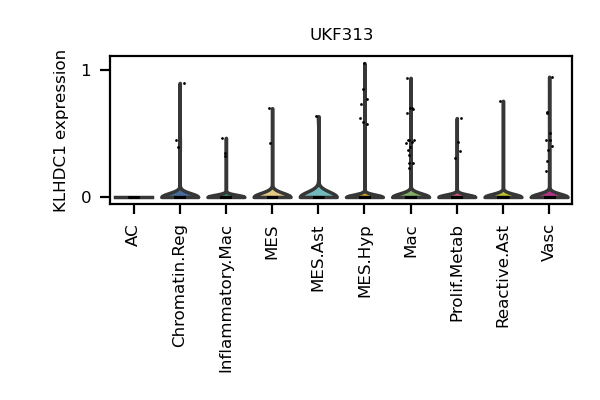 UKF313
KLHDC1 expression
1
0
AC
Chromatin.Reg
Inflammatory.Mac
MES
MES.Ast
MES.Hyp
Mac
Prolif.Metab
Reactive.Ast
Vasc